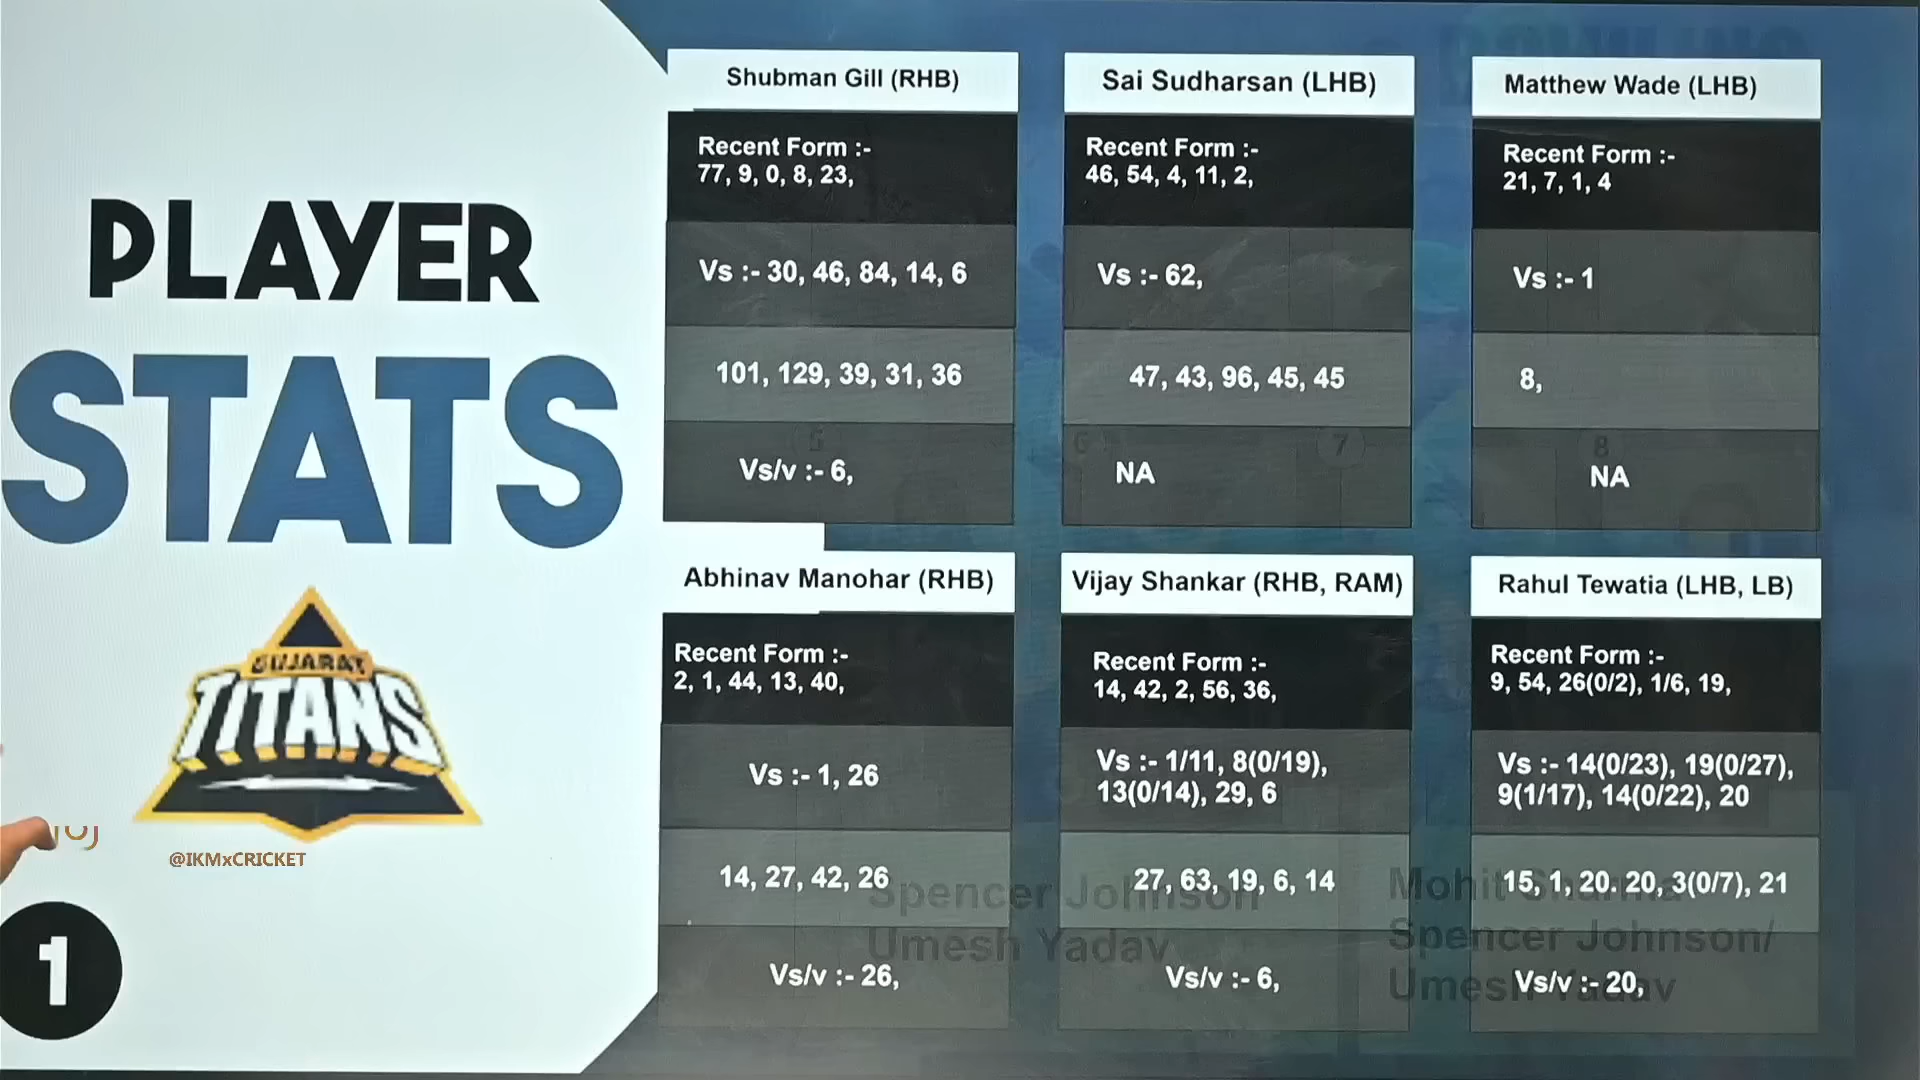 PLAYER
STATS
GUJARAT
TITANS
@IKMxCRICKET
1
Shubman Gill (RHB)
Recent Form :-
77, 9, 0, 8, 23,
Vs :- 30, 46, 84, 14, 6
101, 129, 39, 31, 36
Vs/v :- 6,
Sai Sudharsan (LHB)
Recent Form :-
46, 54, 4, 11, 2,
Vs :- 62,
47, 43, 96, 45, 45
NA
Matthew Wade (LHB)
Recent Form :-
21, 7, 1, 4
Vs :- 1
8,
NA
5
6
7
8
Abhinav Manohar (RHB)
Recent Form :-
2, 1, 44, 13, 40,
Vs :- 1, 26
14, 27, 42, 26
Vs/v :- 26,
Vijay Shankar (RHB, RAM)
Recent Form :-
14, 42, 2, 56, 36,
Vs :- 1/11, 8(0/19),
13(0/14), 29, 6
27, 63, 19, 6, 14
Vs/v :- 6,
Rahul Tewatia (LHB, LB)
Recent Form :-
9, 54, 26(0/2), 1/6, 19,
Vs :- 14(0/23), 19(0/27),
9(1/17), 14(0/22), 20
15, 1, 20. 20, 3(0/7), 21
Vs/v :- 20,
Spencer Johnson
Umesh Yadav
Mohit Sharma
Spencer Johnson/
Umesh Yadav